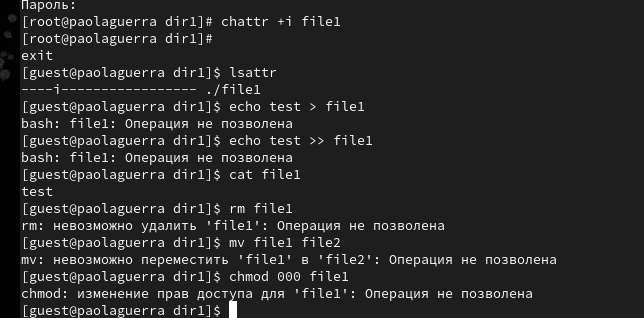 Пароль:
[root@paolaguerra dir1]# chattr +i file1
[root@paolaguerra dir1]#
exit
[guest@paolaguerra dir1]$ lsattr
----i----------------- ./file1
[guest@paolaguerra dir1]$ echo test > file1
bash: file1: Операция не позволена
[guest@paolaguerra dir1]$ echo test >> file1
bash: file1: Операция не позволена
[guest@paolaguerra dir1]$ cat file1
test
[guest@paolaguerra dir1]$ rm file1
rm: невозможно удалить 'file1': Операция не позволена
[guest@paolaguerra dir1]$ mv file1 file2
mv: невозможно переместить 'file1' в 'file2': Операция не позволена
[guest@paolaguerra dir1]$ chmod 000 file1
chmod: изменение прав доступа для 'file1': Операция не позволена
[guest@paolaguerra dir1]$